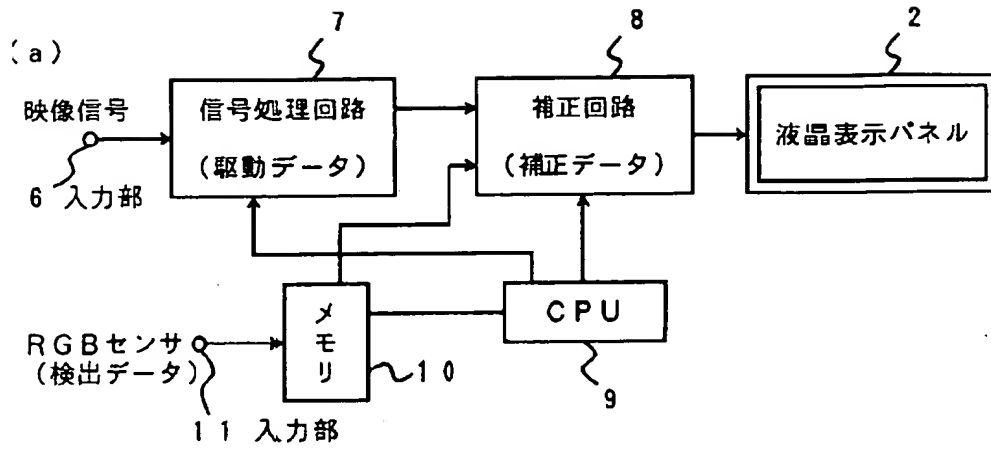 (a)
7
8
2
映像信号
6 入力部
信号処理回路
(駆動データ)
補正回路
(補正データ)
液晶表示パネル
RGBセンサ
(検出データ)
11 入力部
メモリ
10
CPU
9